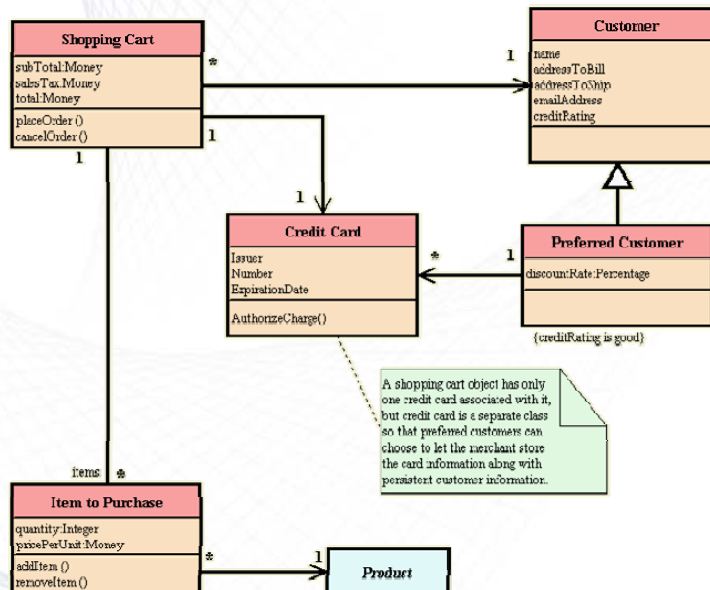 Shopping Cart
subTotal:Money
salesTax:Money
total:Money
placeOrder ()
cancelOrder ()
Customer
name
addressToBill
addressToShip
emailAddress
creditRating
* 1
1
1
1
Credit Card
Issuer
Number
ExpirationDate
AuthorizeCharge()
* 1
Preferred Customer
discountRate:Percentage
{creditRating is good}
A shopping cart object has only
one credit card associated with it,
but credit card is a separate class
so that preferred customers can
choose to let the merchant store
the card information along with
persistent customer information.
items *
Item to Purchase
quantity:Integer
pricePerUnit:Money
addItem ()
removeItem ()
* 1
Product